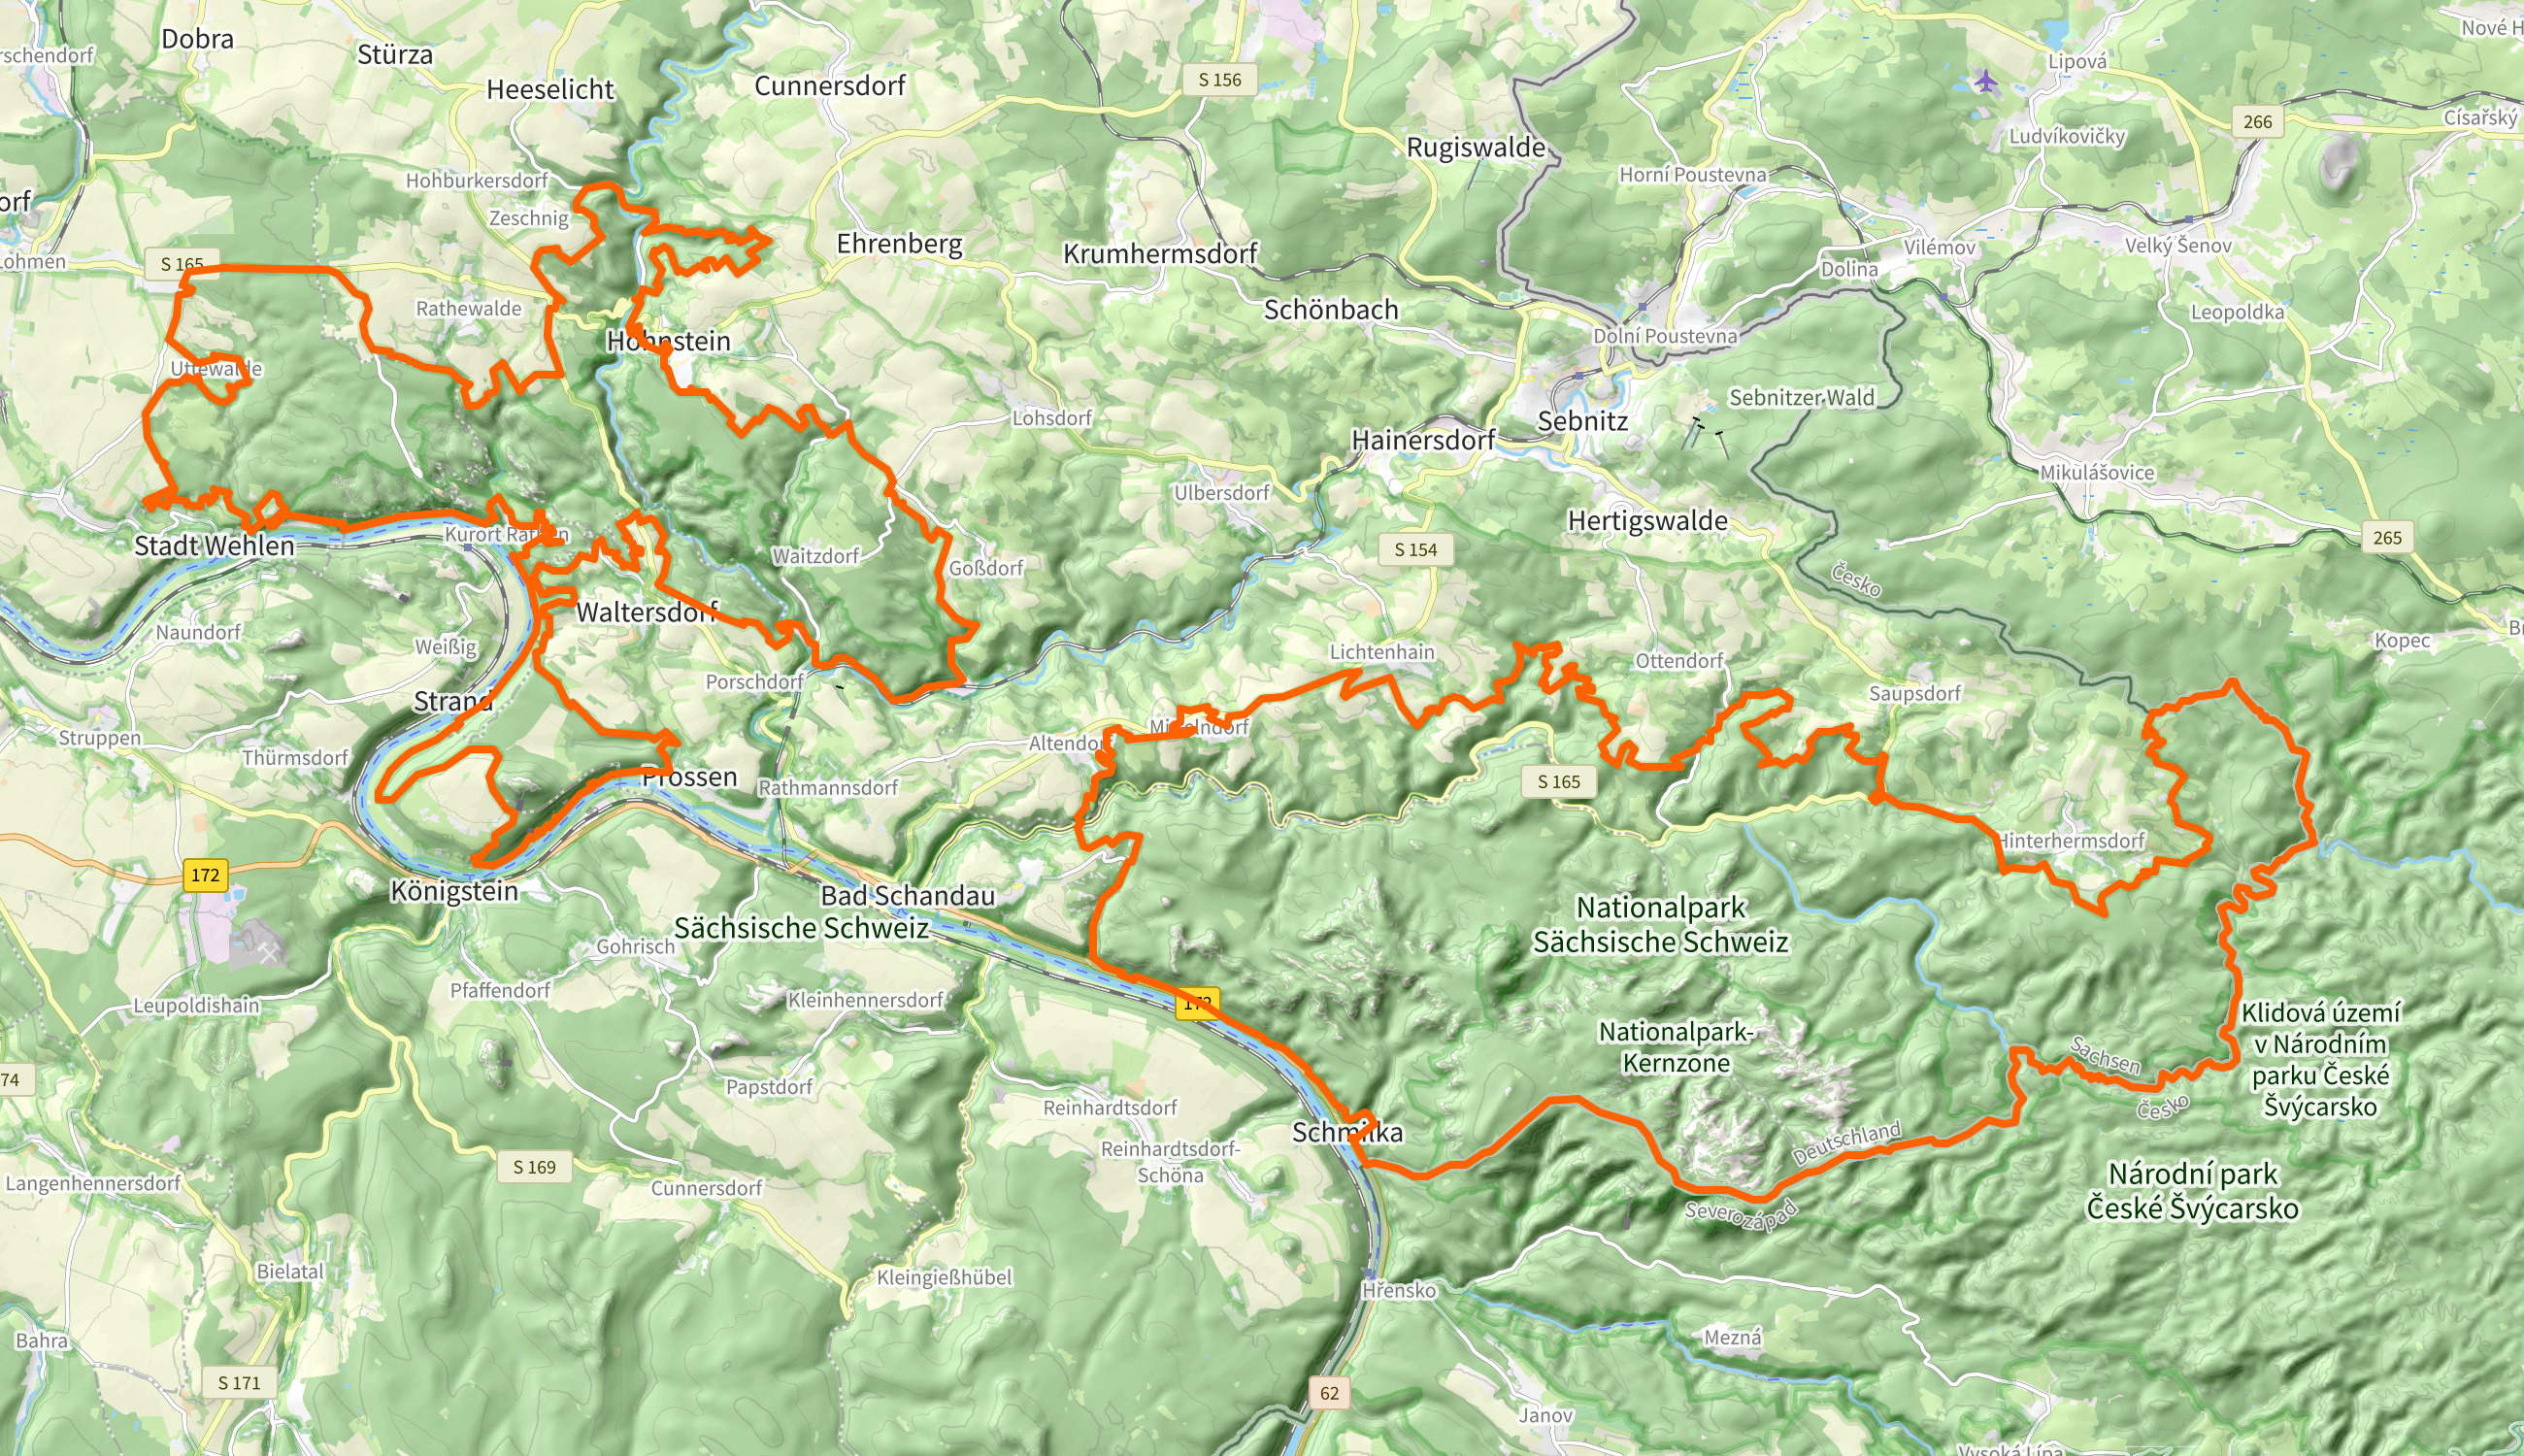 Dobra
Stürza
Heeselicht
Cunnersdorf
S 156
Lipová
266
Císařský
Ludvíkovičky
Rugiswalde
Horní Poustevna
Hohburkersdorf
Zeschnig
Ehrenberg
Krumhermsdorf
Vilémov
Velký Šenov
Dolina
S 165
Rathewalde
Schönbach
Leopoldka
Hohnstein
Dolní Poustevna
Uttewalde
Sebnitzer Wald
Lohsdorf
Sebnitz
Hainersdorf
Mikulášovice
Ulbersdorf
Hertigswalde
Kurort Rathen
Stadt Wehlen
Waitzdorf
S 154
265
Goßdorf
Česko
Waltersdorf
Naundorf
Weißig
Kopec
Lichtenhain
Ottendorf
Porschdorf
Saupsdorf
Strand
Struppen
Altendorf
Mittelndorf
Thürmsdorf
Prossen
Rathmannsdorf
S 165
Hinterhermsdorf
172
Königstein
Bad Schandau
Sächsische Schweiz
Nationalpark
Sächsische Schweiz
Gohrisch
Pfaffendorf
Leupoldishain
Kleinhennersdorf
172
Klidová území
v Národním
parku České
Švýcarsko
Nationalpark-
Kernzone
Sachsen
74
Papstdorf
Reinhardtsdorf
Česko
Schmilka
Deutschland
Reinhardtsdorf-
Schöna
S 169
Langenhennersdorf
Cunnersdorf
Národní park
České Švýcarsko
Severozápad
Bielatal
Kleingießhübel
Hřensko
Bahra
Mezná
S 171
62
Janov
Vysoká Lípa